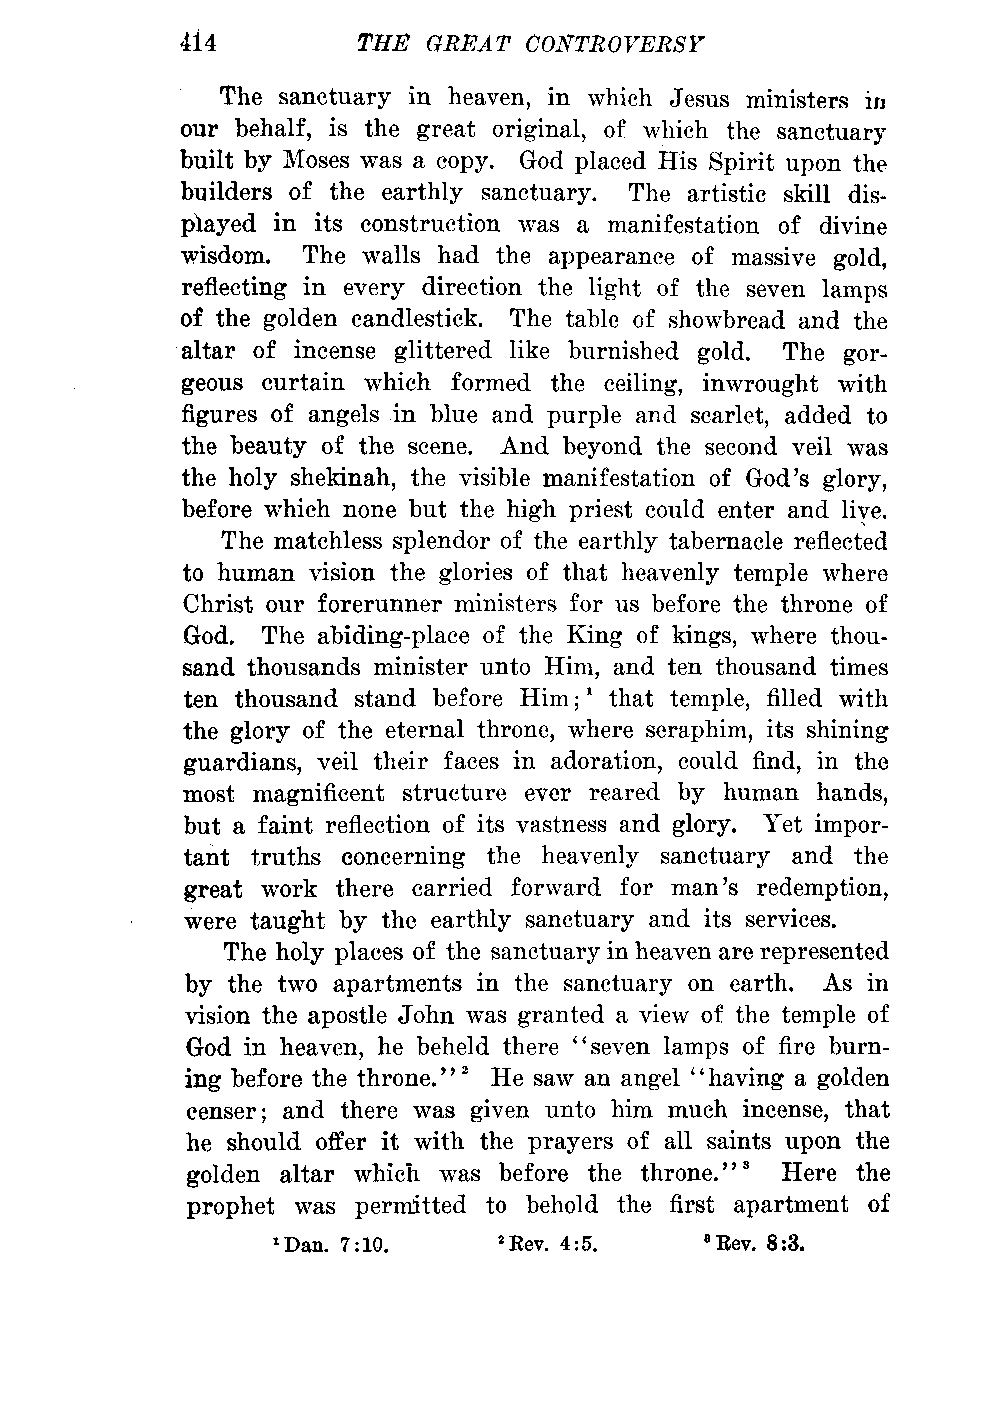 414 THE GREAT CONTROVERSY
The sanctuary in heaven, in which Jesus ministers in
our behalf, is the great original, of which the sanctuary
built by Moses was a copy. God placed His Spirit upon the
builders of the earthly sanctuary. The artistic skill dis-
played in its construction was a manifestation of divine
wisdom. The walls had the appearance of massive gold,
reflecting in every direction the light of the seven lamps
of the golden candlestick. The table of showbread and the
altar of incense glittered like burnished gold. The gor-
geous curtain which formed the ceiling, inwrought with
figures of angels in blue and purple and scarlet, added to
the beauty of the scene. And beyond the second veil was
the holy shekinah, the visible manifestation of God's glory,
before which none but the high priest could enter and live.
The matchless splendor of the earthly tabernacle reflected
to human vision the glories of that heavenly temple where
Christ our forerunner ministers for us before the throne of
God. The abiding-place of the King of kings, where thou-
sand thousands minister unto Him, and ten thousand times
ten thousand stand before Him;¹ that temple, filled with
the glory of the eternal throne, where seraphim, its shining
guardians, veil their faces in adoration, could find, in the
most magnificent structure ever reared by human hands,
but a faint reflection of its vastness and glory. Yet impor-
tant truths concerning the heavenly sanctuary and the
great work there carried forward for man's redemption,
were taught by the earthly sanctuary and its services.
The holy places of the sanctuary in heaven are represented
by the two apartments in the sanctuary on earth. As in
vision the apostle John was granted a view of the temple of
God in heaven, he beheld there "seven lamps of fire burn-
ing before the throne."² He saw an angel "having a golden
censer; and there was given unto him much incense, that
he should offer it with the prayers of all saints upon the
golden altar which was before the throne."³ Here the
prophet was permitted to behold the first apartment of
¹Dan. 7:10. ²Rev. 4:5. ³Rev. 8:3.